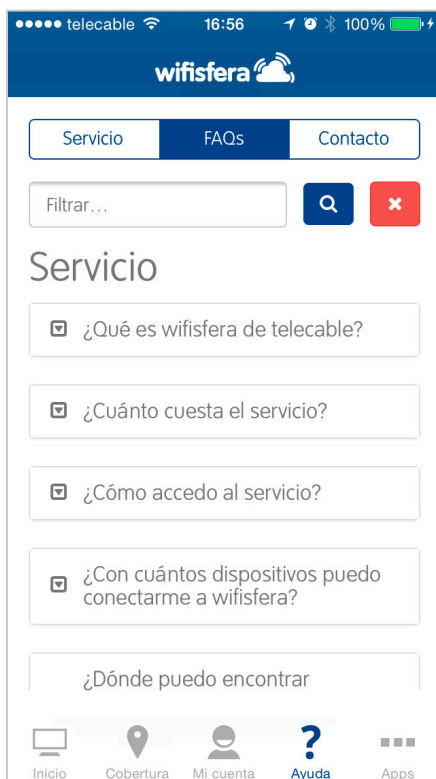 telecable 16:56 100%
wifisfera
Servicio FAQs Contacto
Filtrar...
Servicio
¿Qué es wifisfera de telecable?
¿Cuánto cuesta el servicio?
¿Cómo accedo al servicio?
¿Con cuántos dispositivos puedo
conectarme a wifisfera?
¿Dónde puedo encontrar
Inicio Cobertura Mi cuenta Ayuda Apps